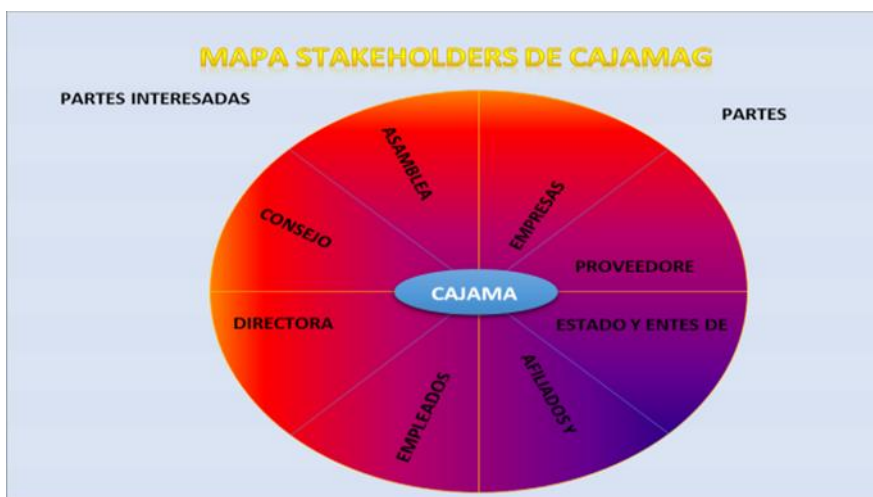 MAPA STAKEHOLDERS DE CAJAMAG
PARTES INTERESADAS
PARTES
ASAMBLEA
EMPRESAS
CONSEJO
PROVEEDORE
CAJAMA
DIRECTORA
ESTADO Y ENTES DE
EMPLEADOS
AFILIADOS Y